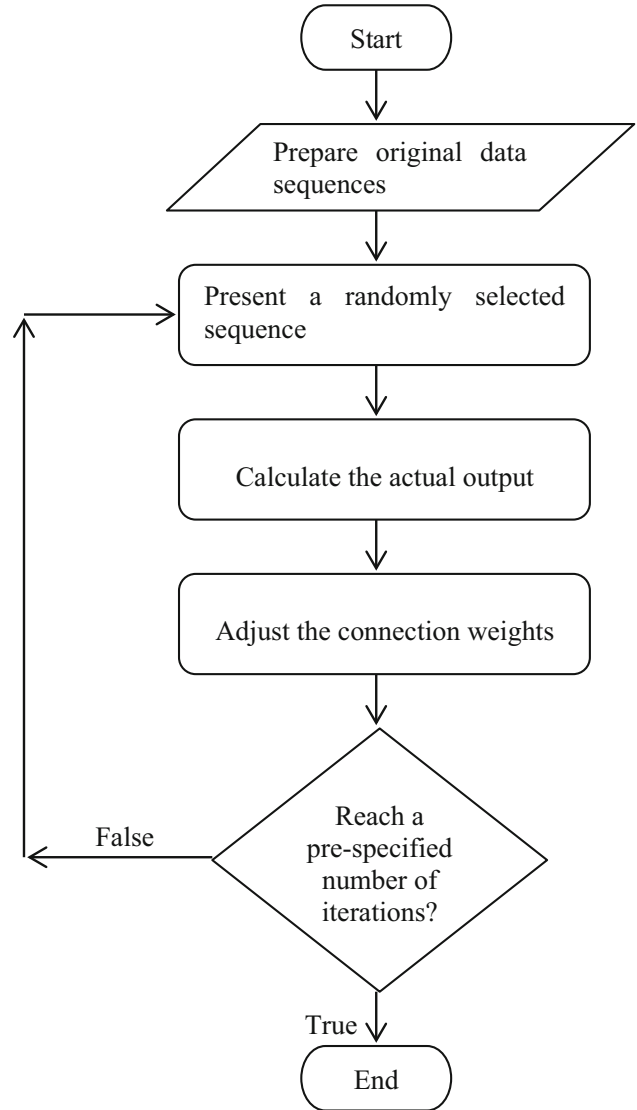 Start
Prepare original data
sequences
Present a randomly selected
sequence
Calculate the actual output
Adjust the connection weights
Reach a
pre-specified
number of
iterations?
False
True
End